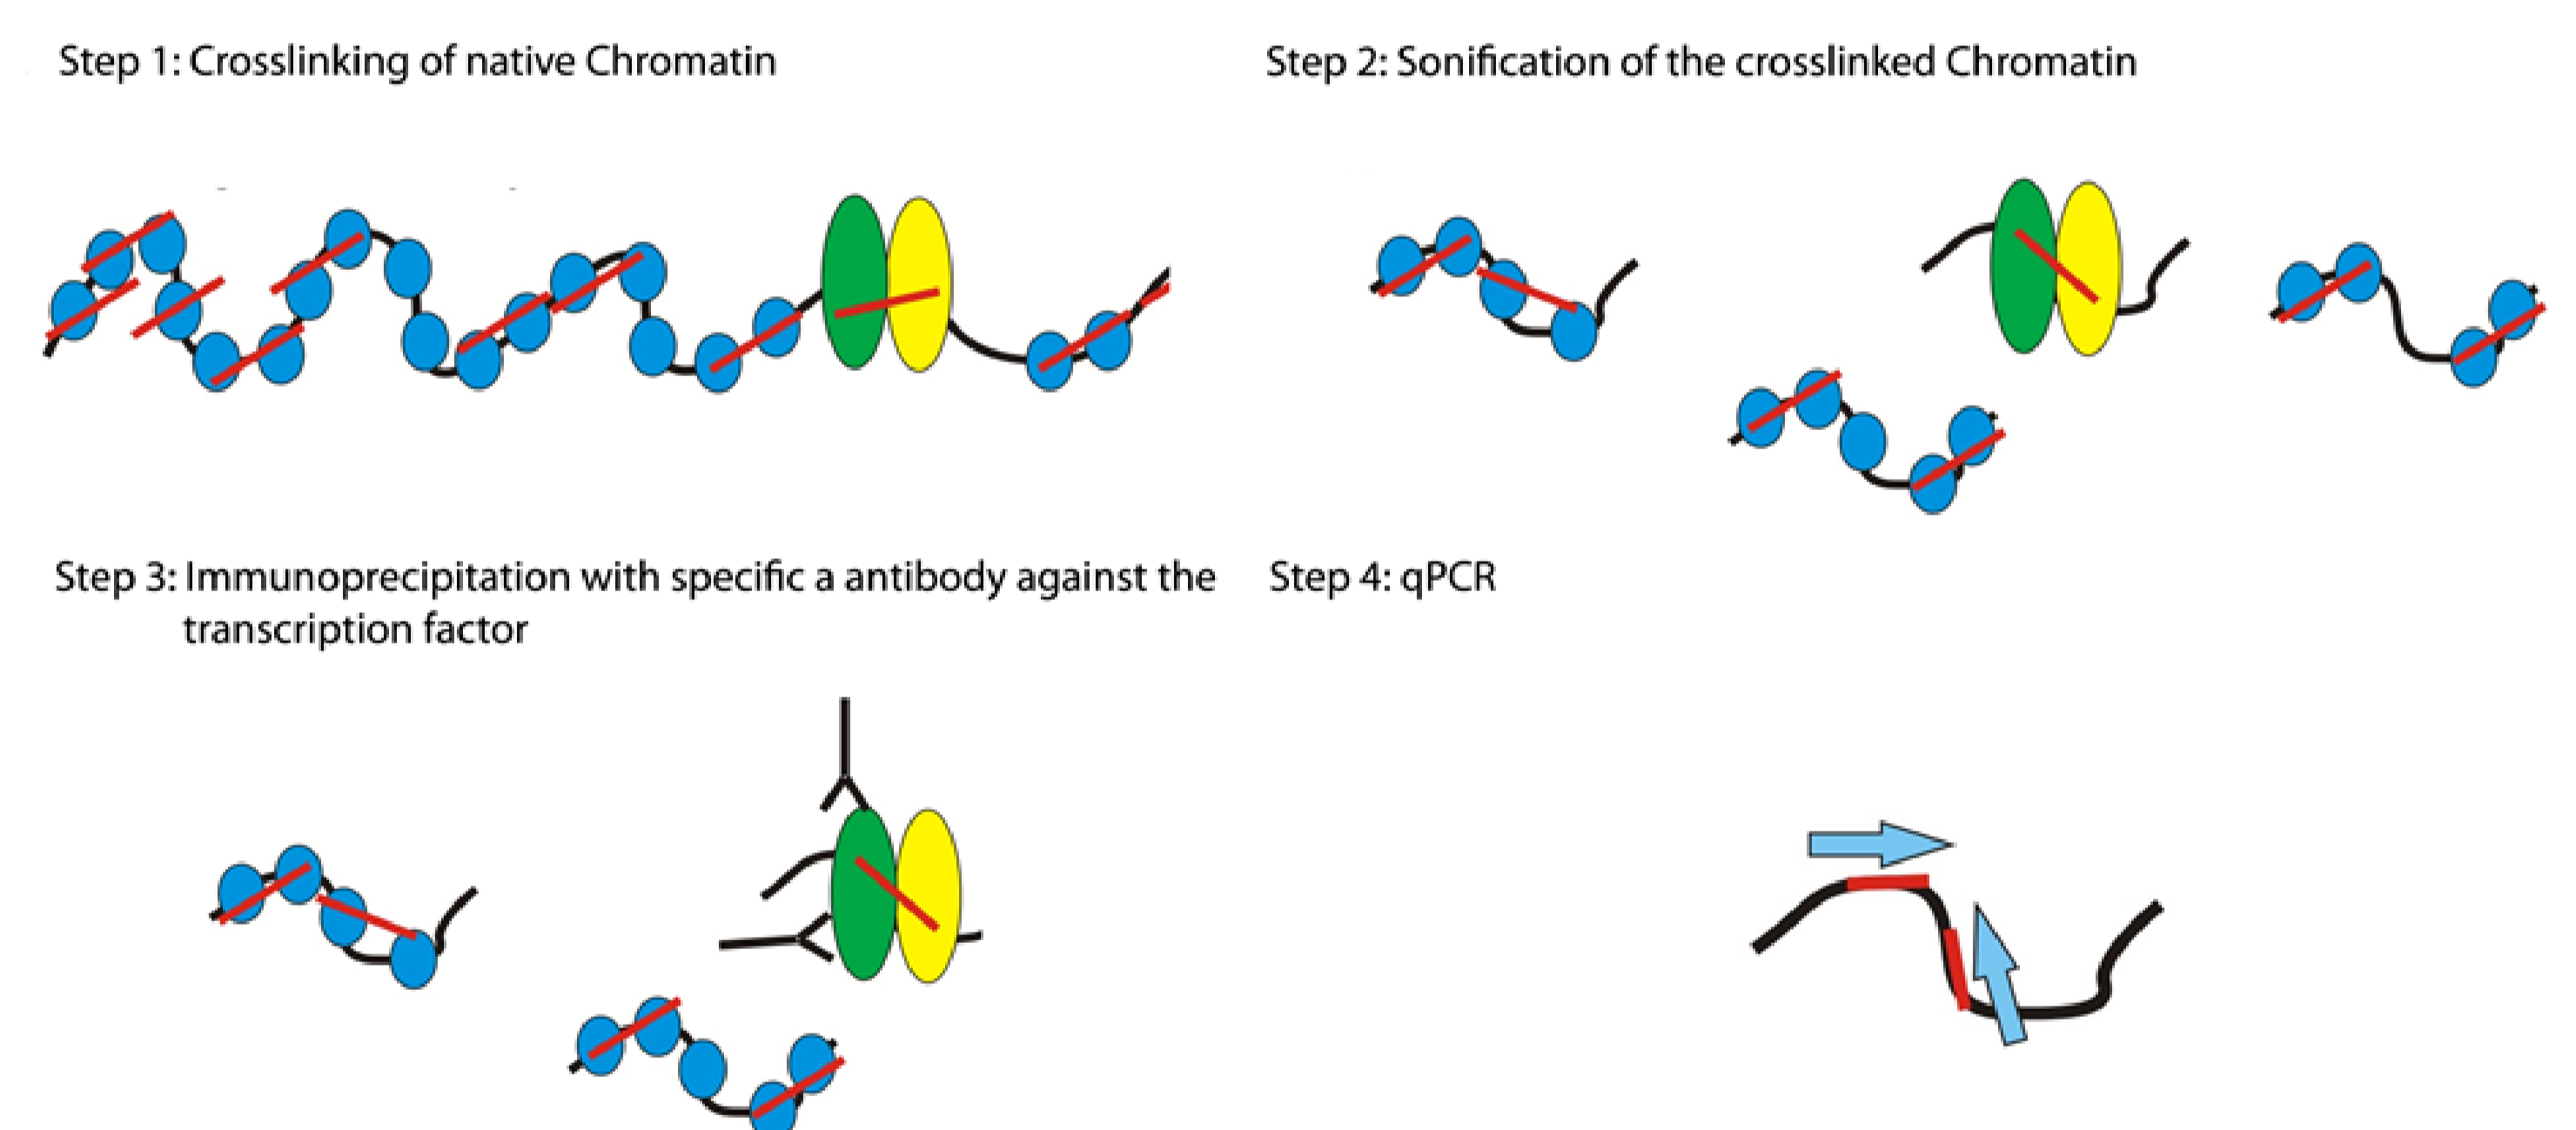 Step 1: Crosslinking of native Chromatin
Step 2: Sonification of the crosslinked Chromatin
Step 3: Immunoprecipitation with specific a antibody against the
transcription factor
Step 4: qPCR